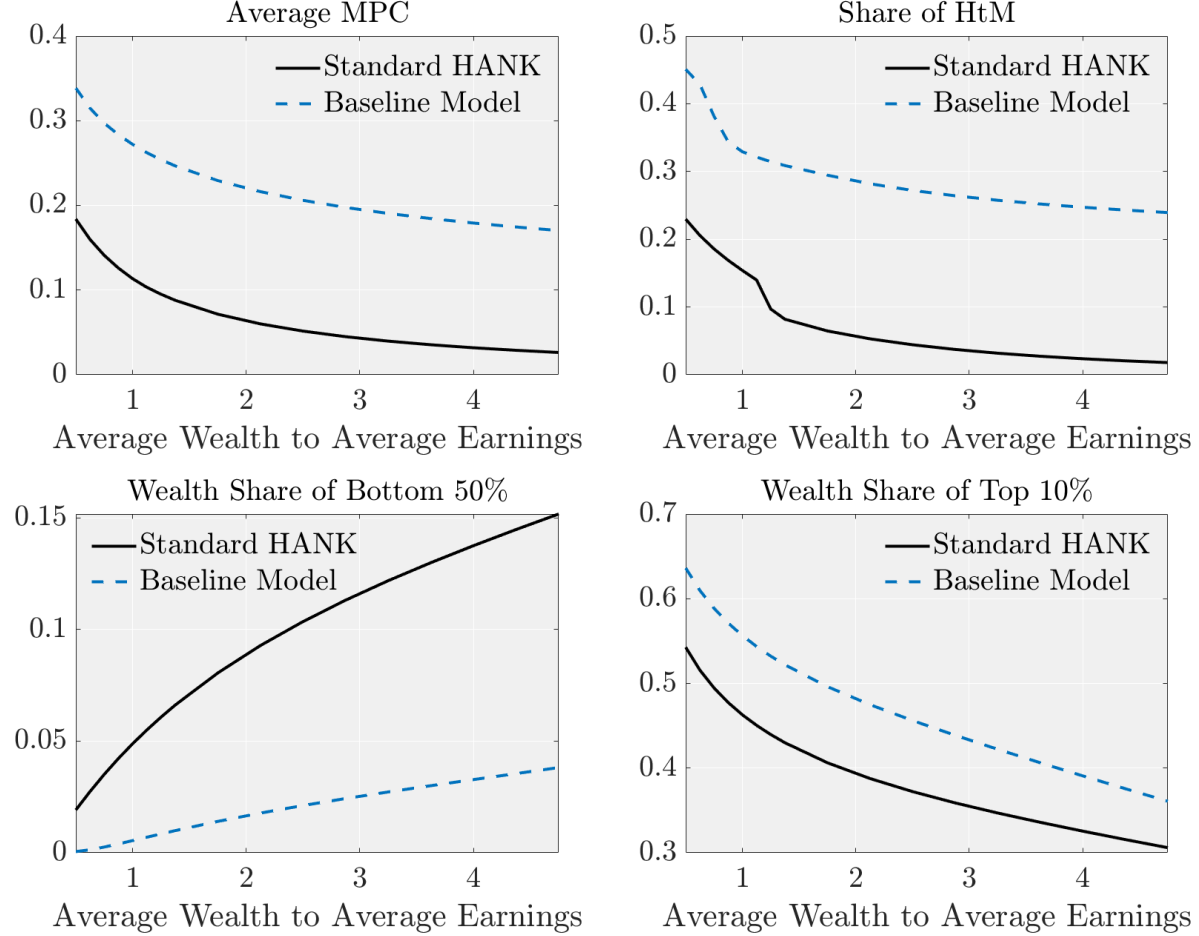 Average MPC
0.4
0.3
0.2
0.1
0
Standard HANK
Baseline Model
1 2 3 4
Average Wealth to Average Earnings
Share of HtM
0.5
0.4
0.3
0.2
0.1
0
Standard HANK
Baseline Model
1 2 3 4
Average Wealth to Average Earnings
Wealth Share of Bottom 50%
0.15
0.1
0.05
0
Standard HANK
Baseline Model
1 2 3 4
Average Wealth to Average Earnings
Wealth Share of Top 10%
0.7
0.6
0.5
0.4
0.3
Standard HANK
Baseline Model
1 2 3 4
Average Wealth to Average Earnings